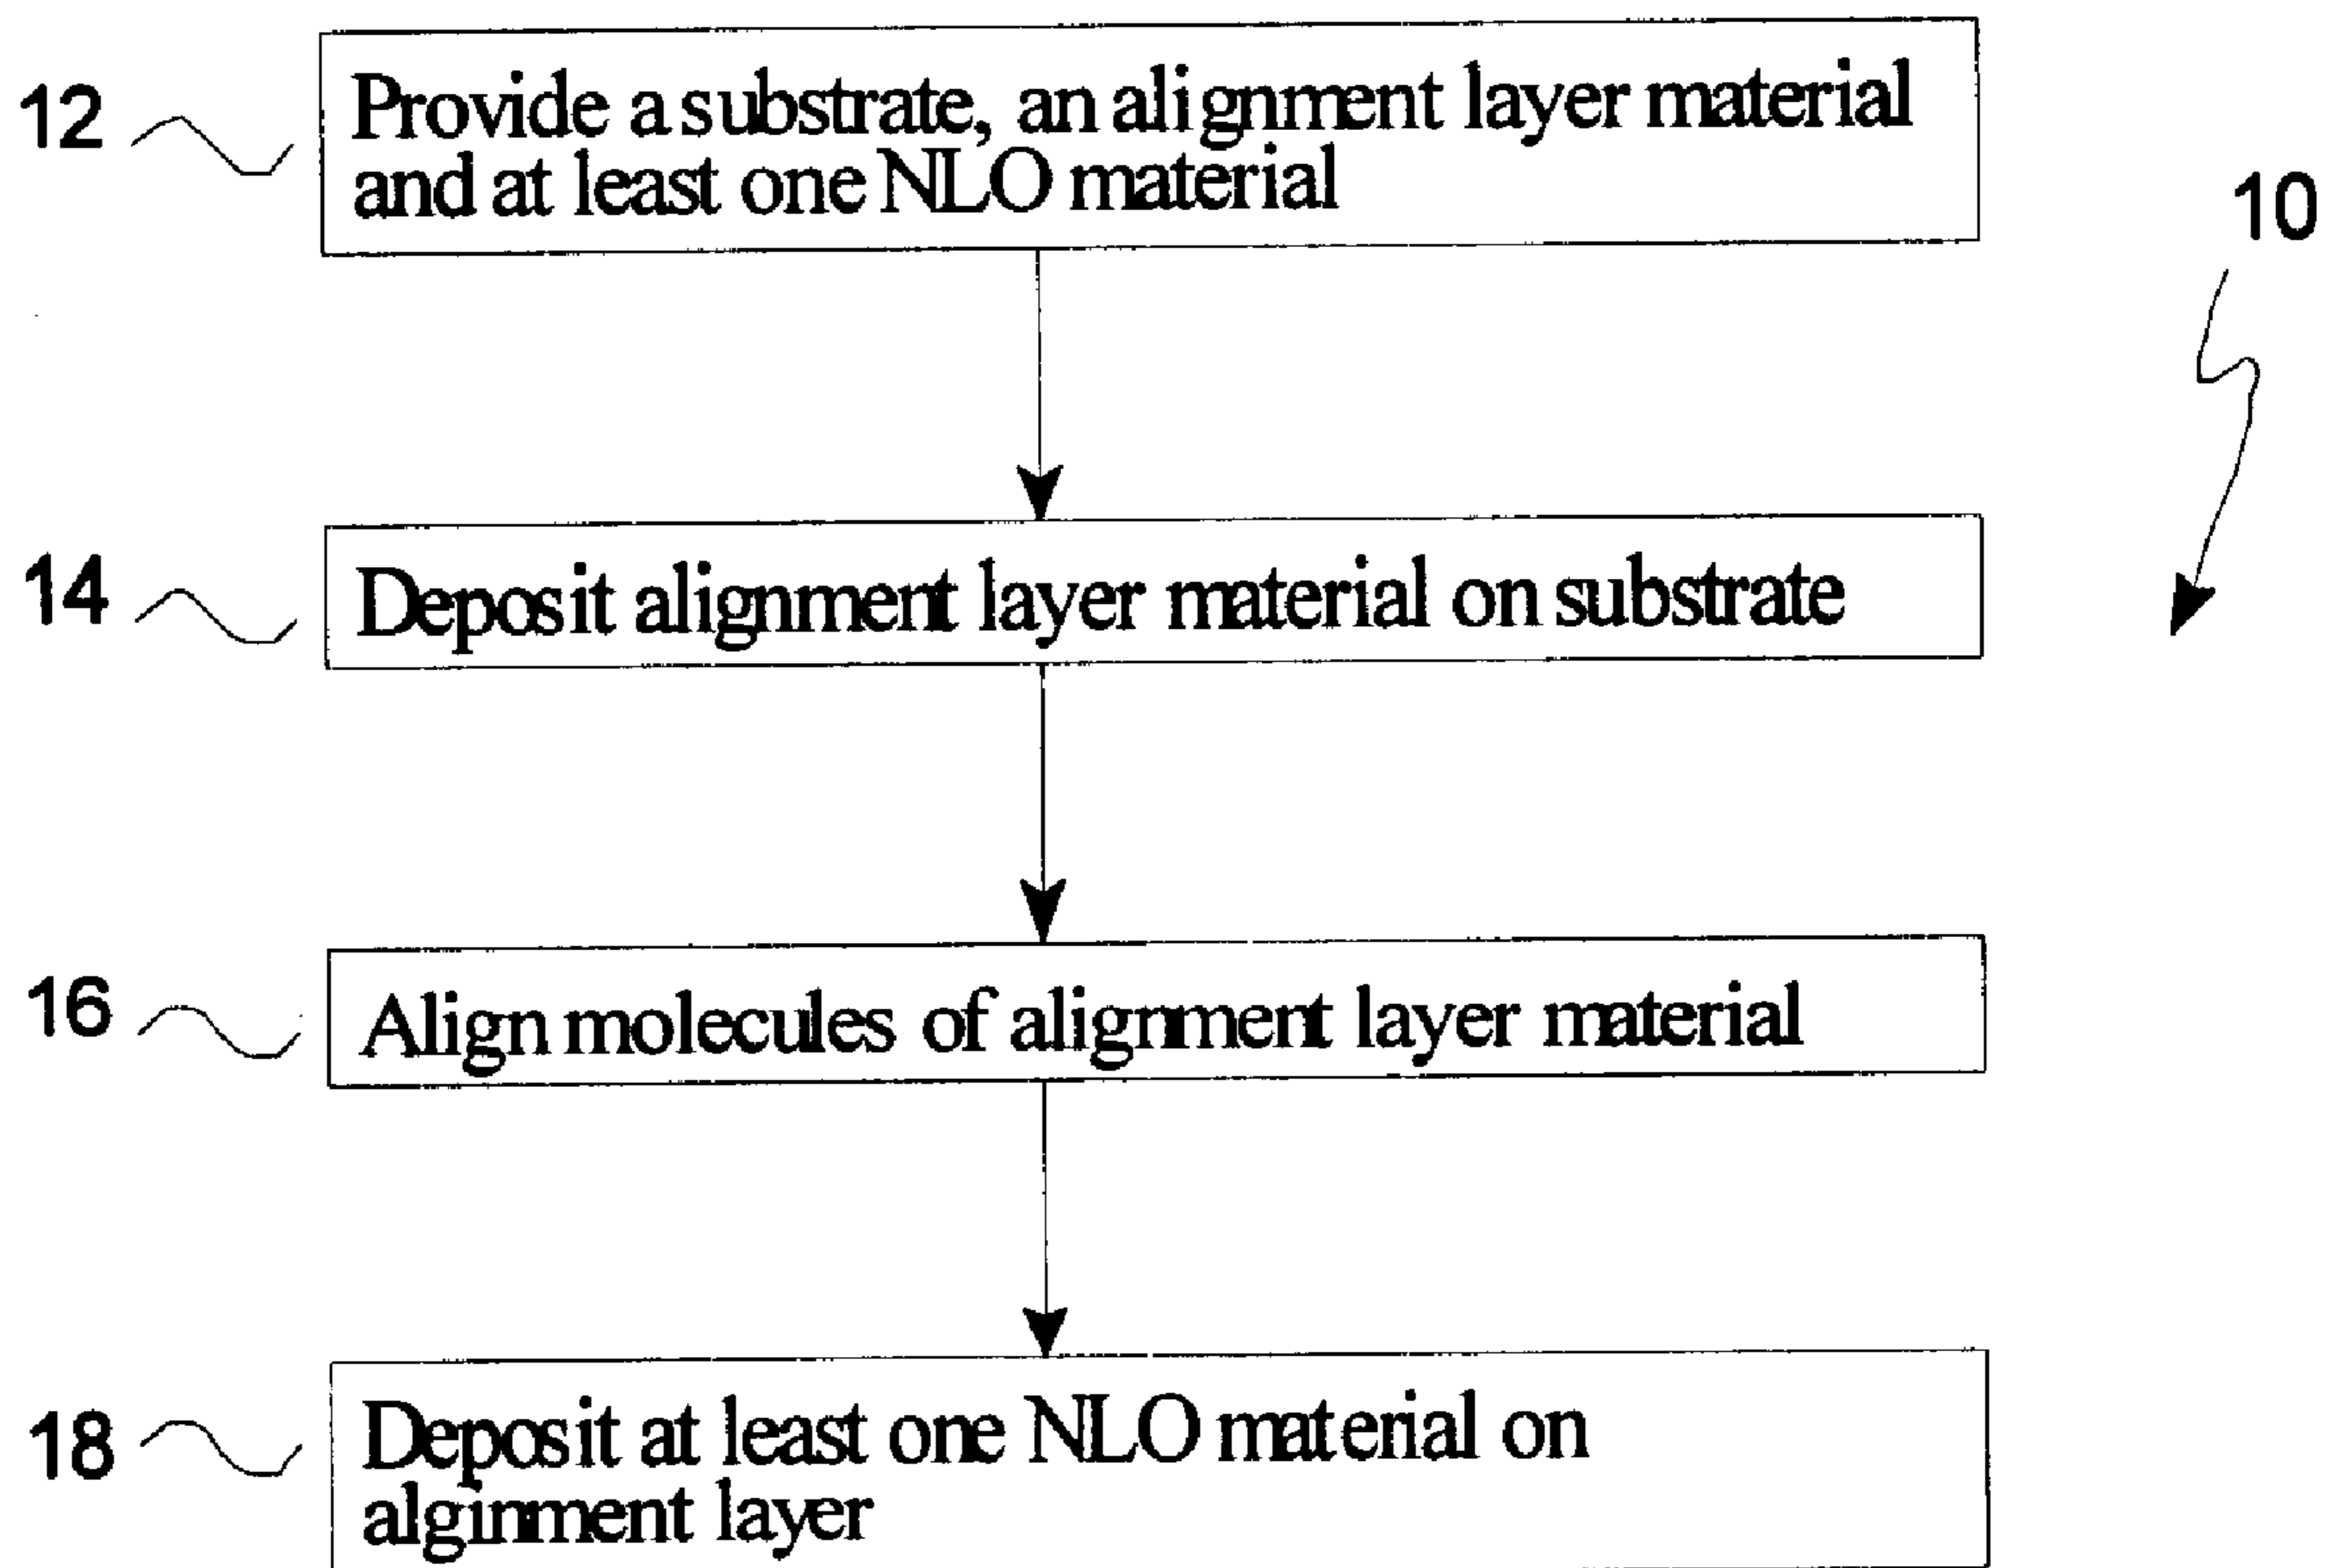 12
Provide a substrate, an alignment layer material
and at least one NLO material
10
14
Deposit alignment layer material on substrate
16
Align molecules of alignment layer material
18
Deposit at least one NLO material on
alginment layer